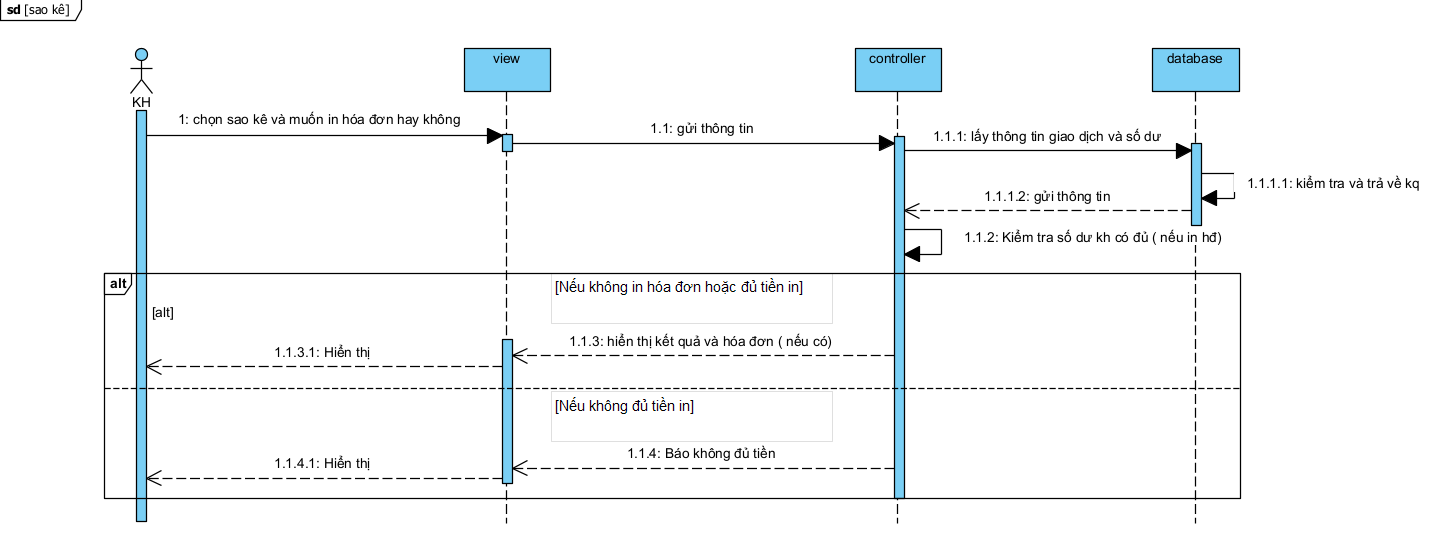 sd [sao kê]
view
controller
database
KH
1: chọn sao kê và muốn in hóa đơn hay không
1.1: gửi thông tin
1.1.1: lấy thông tin giao dịch và số dư
1.1.1.1: kiểm tra và trả về kq
1.1.1.2: gửi thông tin
1.1.2: Kiểm tra số dư kh có đủ ( nếu in hđ)
alt
[Nếu không in hóa đơn hoặc đủ tiền in]
[alt]
1.1.3: hiển thị kết quả và hóa đơn ( nếu có)
1.1.3.1: Hiển thị
[Nếu không đủ tiền in]
1.1.4: Báo không đủ tiền
1.1.4.1: Hiển thị